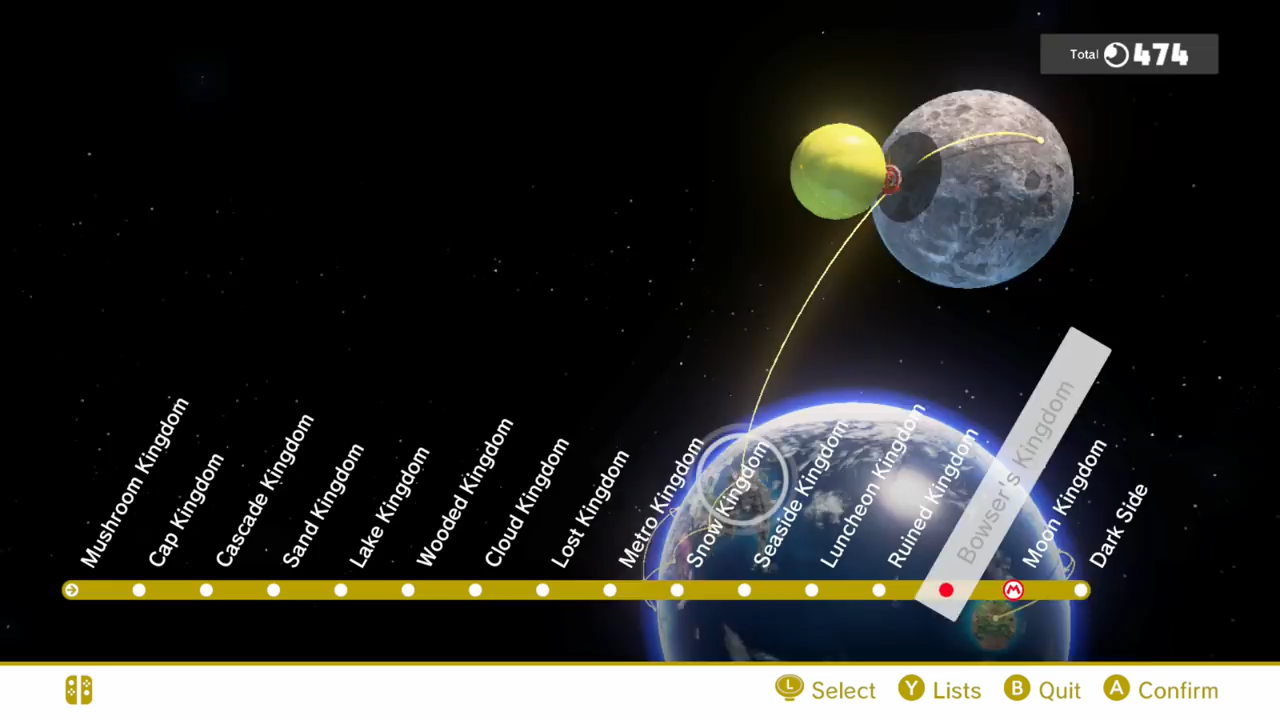 Total 474
Mushroom Kingdom
Cap Kingdom
Cascade Kingdom
Sand Kingdom
Lake Kingdom
Wooded Kingdom
Cloud Kingdom
Lost Kingdom
Metro Kingdom
Snow Kingdom
Seaside Kingdom
Luncheon Kingdom
Ruined Kingdom
Bowser's Kingdom
Moon Kingdom
Dark Side
M
L Select Y Lists B Quit A Confirm